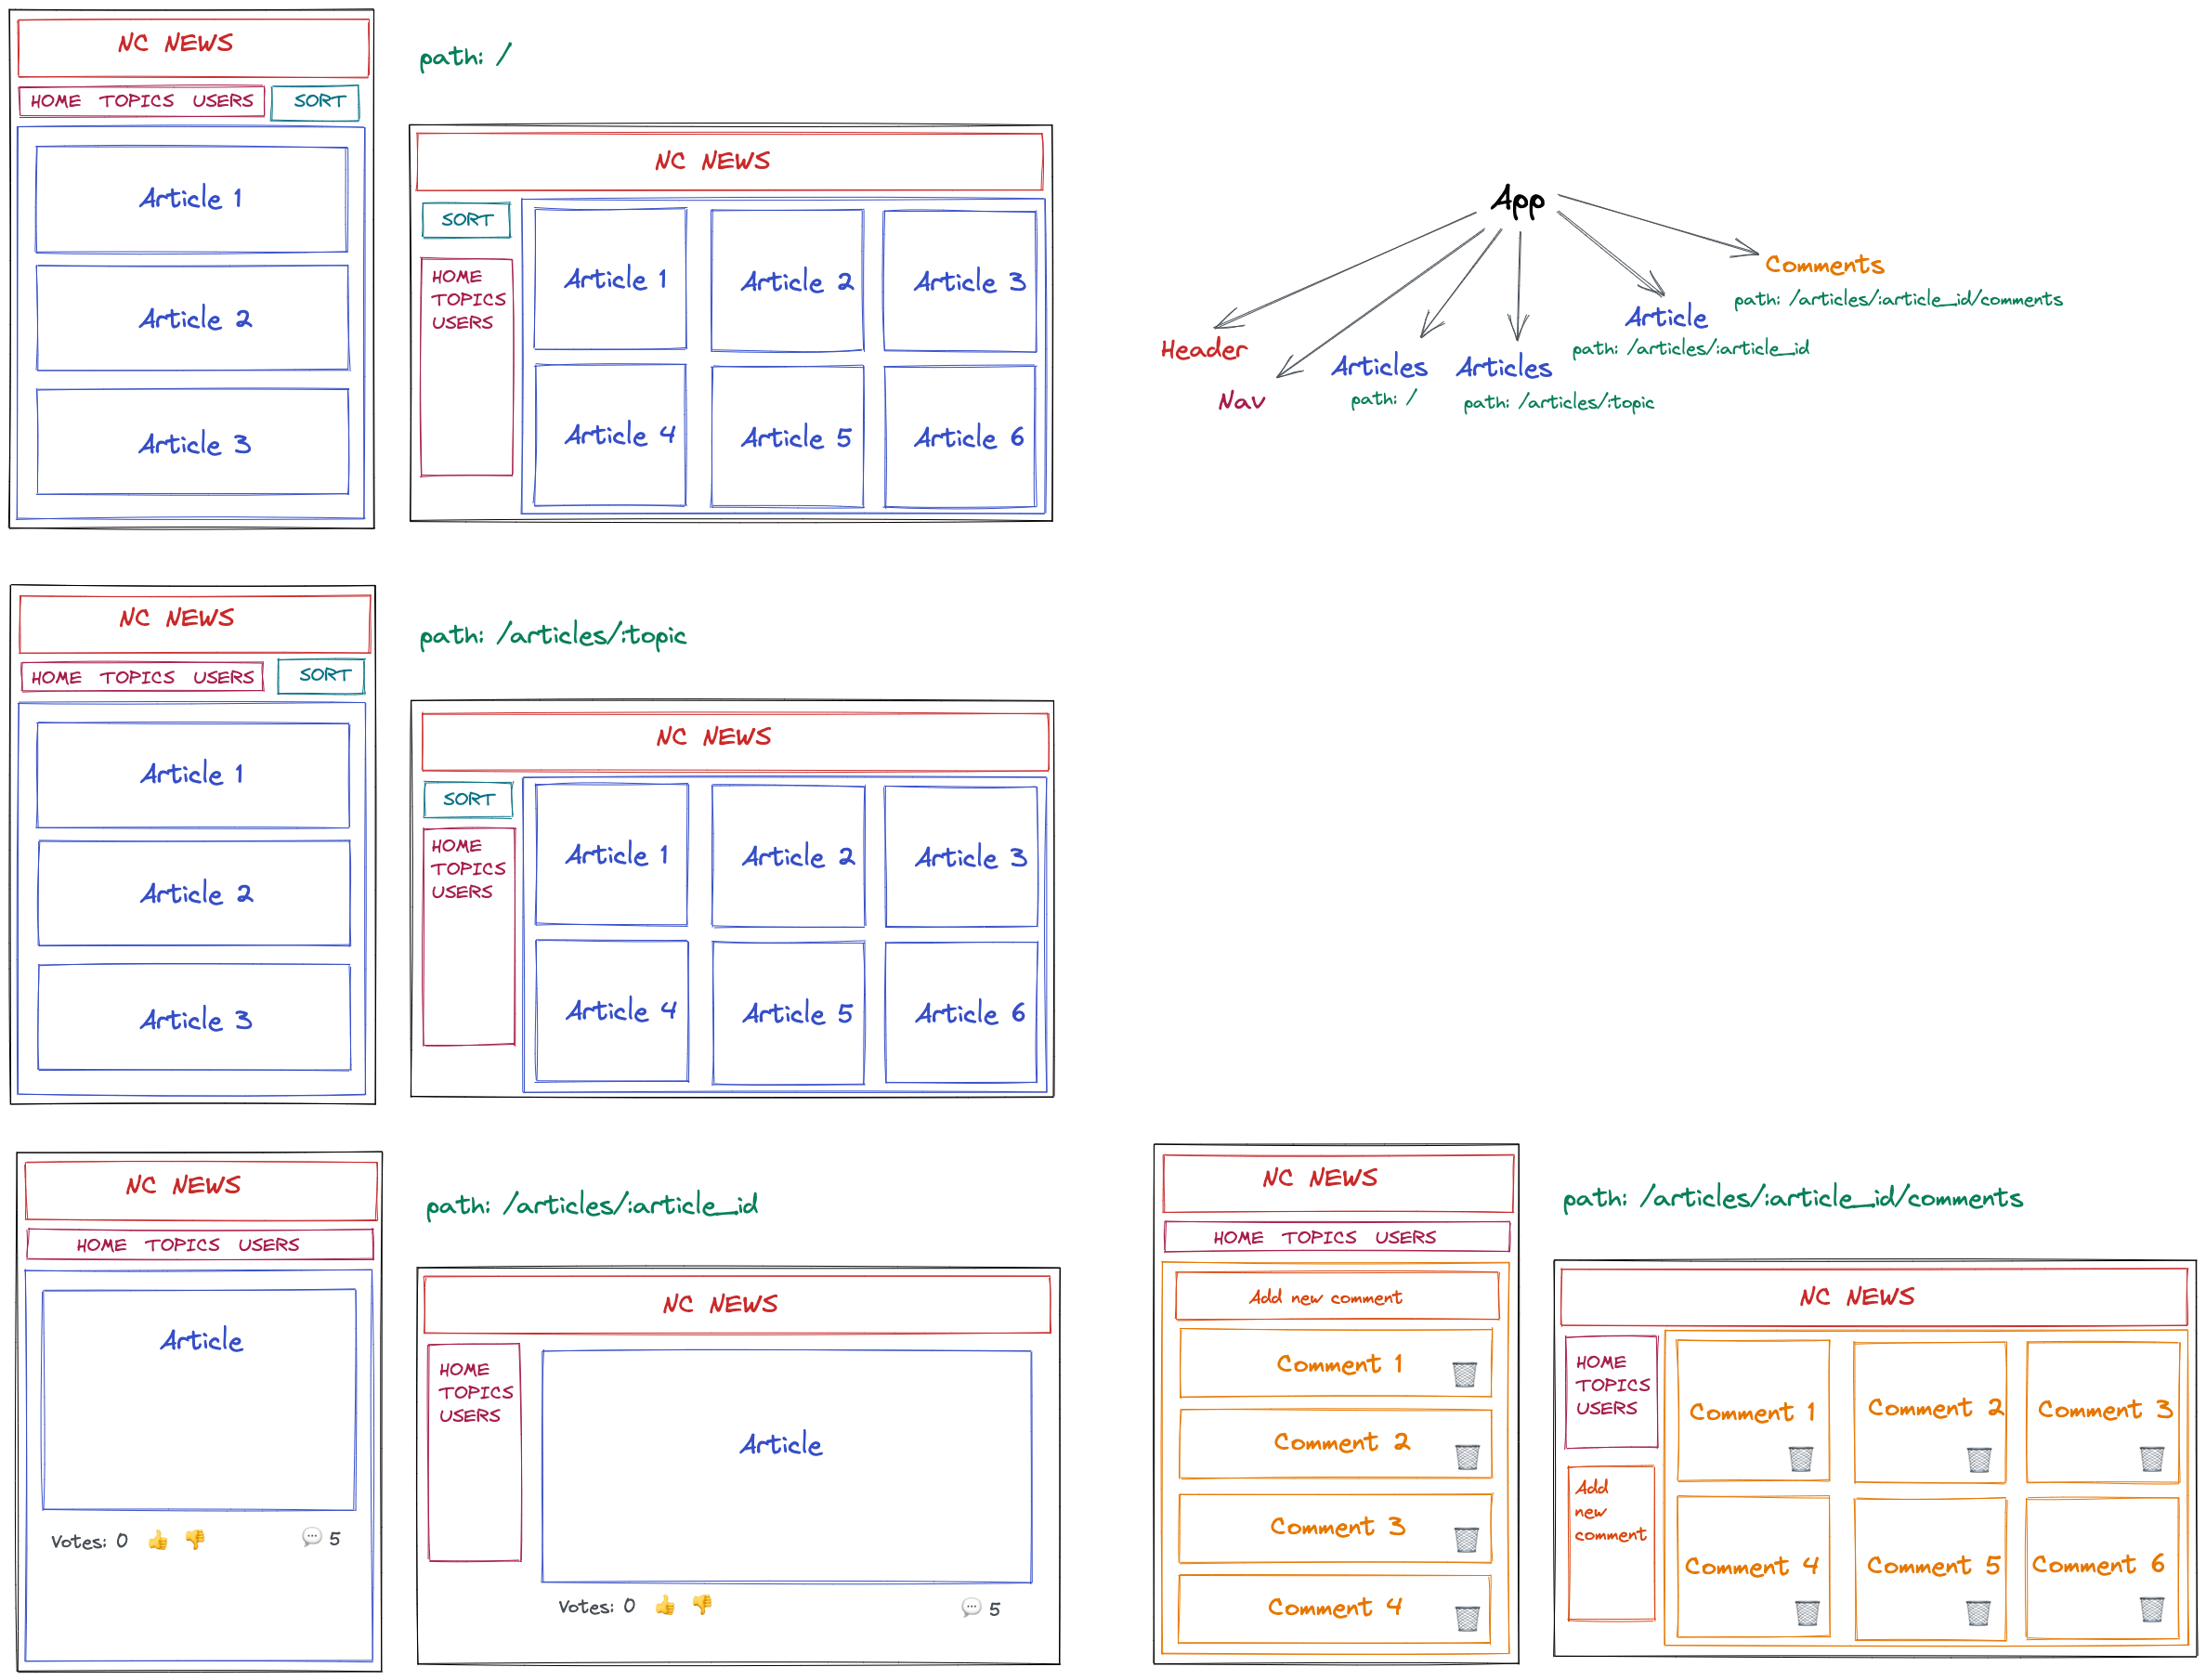 NC NEWS
HOME TOPICS USERS
SORT
Article 1
Article 2
Article 3
path: /
NC NEWS
SORT
HOME
TOPICS
USERS
Article 1 Article 2 Article 3
Article 4 Article 5 Article 6
App
Header
Nav
Articles
path: /
Articles
path: /articles/:topic
Article
path: /articles/:article_id
Comments
path: /articles/:article_id/comments
NC NEWS
HOME TOPICS USERS
SORT
Article 1
Article 2
Article 3
path: /articles/:topic
NC NEWS
SORT
HOME
TOPICS
USERS
Article 1 Article 2 Article 3
Article 4 Article 5 Article 6
NC NEWS
HOME TOPICS USERS
Article
Votes: 0 👍 👎 💬 5
path: /articles/:article_id
NC NEWS
HOME
TOPICS
USERS
Article
Votes: 0 👍 👎 💬 5
NC NEWS
HOME TOPICS USERS
Add new comment
Comment 1
Comment 2
Comment 3
Comment 4
path: /articles/:article_id/comments
NC NEWS
HOME
TOPICS
USERS
Add
new
comment
Comment 1 Comment 2 Comment 3
Comment 4 Comment 5 Comment 6